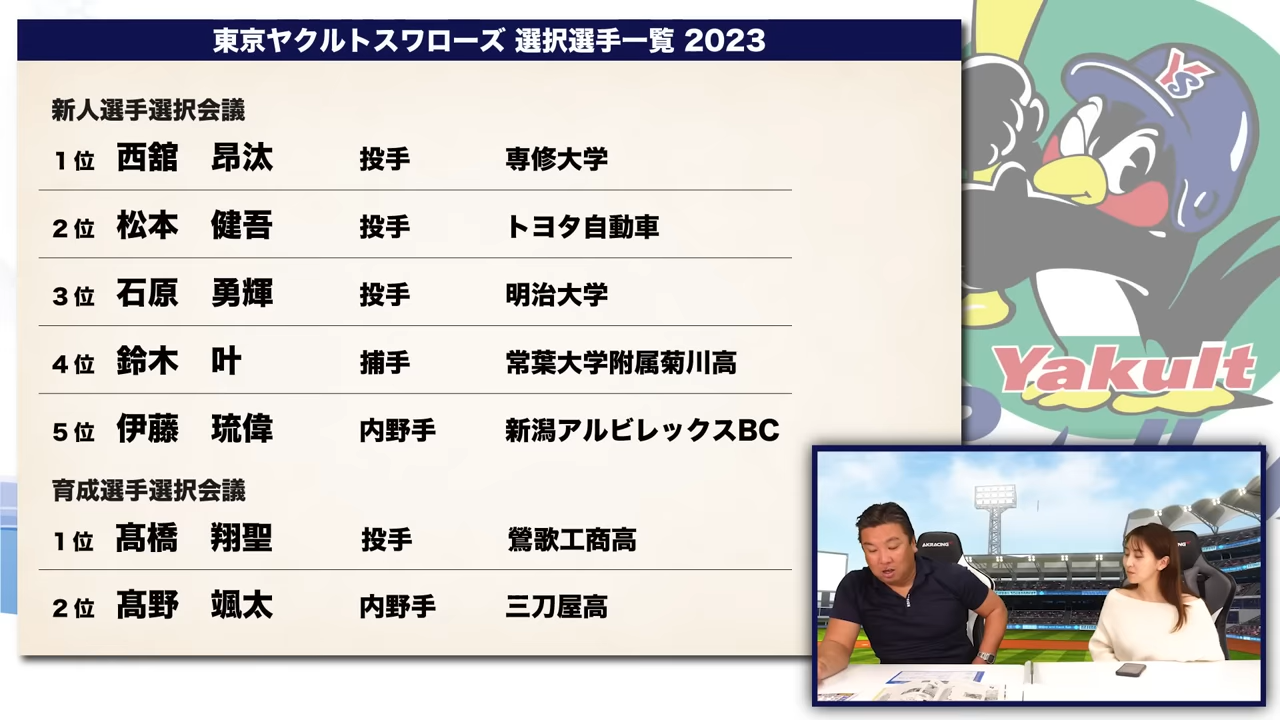 東京ヤクルトスワローズ 選択選手一覧 2023
新人選手選択会議
1位 西舘 昂汰 投手 専修大学
2位 松本 健吾 投手 トヨタ自動車
3位 石原 勇輝 投手 明治大学
4位 鈴木 叶 捕手 常葉大学附属菊川高
5位 伊藤 琉偉 内野手 新潟アルビレックスBC
育成選手選択会議
1位 髙橋 翔聖 投手 鶯歌工商高
2位 髙野 颯太 内野手 三刀屋高
YS
Yakult
AKRACING